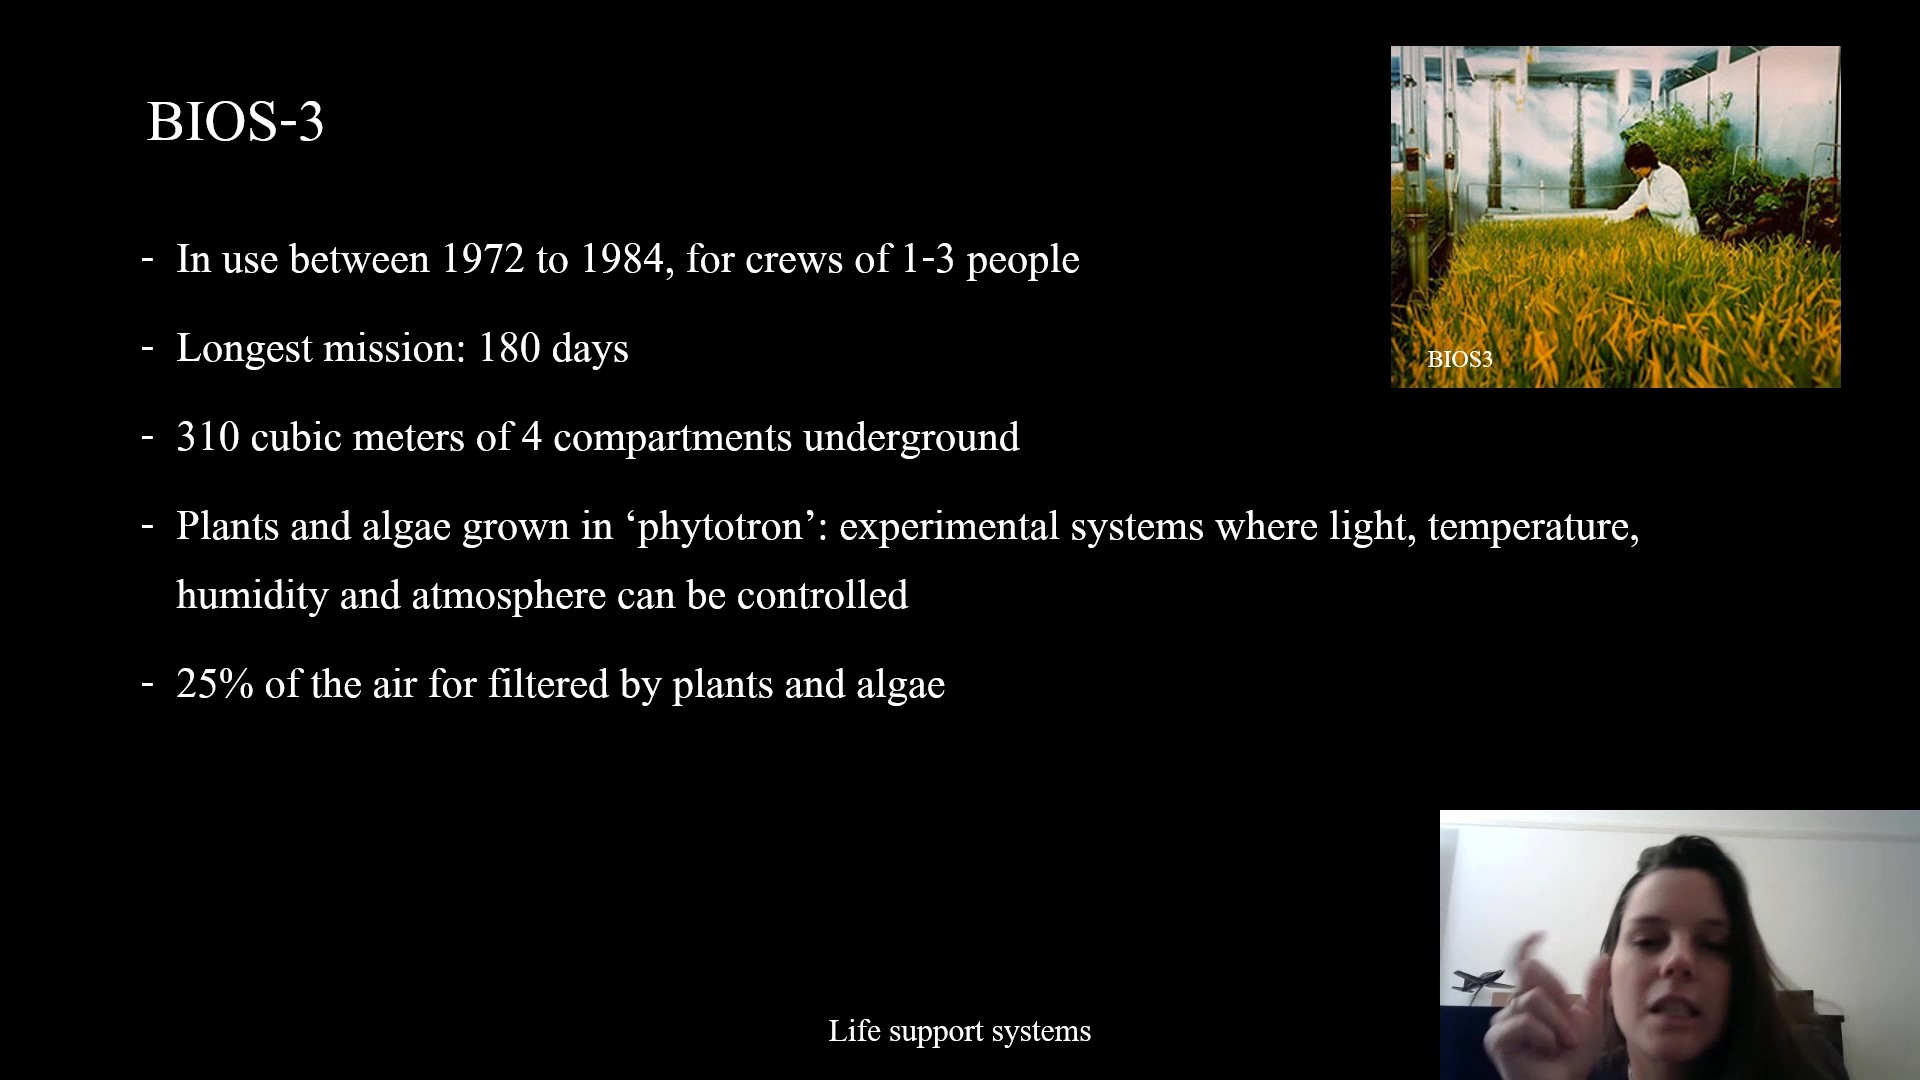 BIOS-3
BIOS3
- In use between 1972 to 1984, for crews of 1-3 people
- Longest mission: 180 days
- 310 cubic meters of 4 compartments underground
- Plants and algae grown in ‘phytotron’: experimental systems where light, temperature,
humidity and atmosphere can be controlled
- 25% of the air for filtered by plants and algae
Life support systems